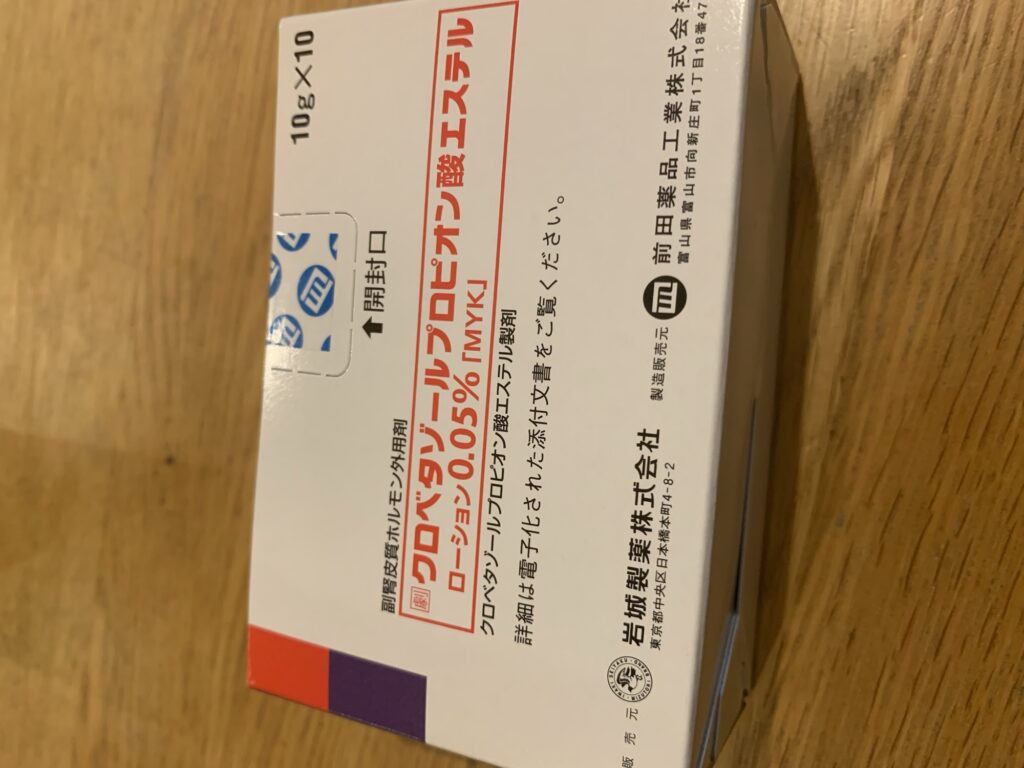 10g×10
開封口
副腎皮質ホルモン外用剤
劇 クロベタゾールプロピオン酸エステル
ローション0.05%「MYK」
クロベタゾールプロピオン酸エステル製剤
詳細は電子化された添付文書をご覧ください。
販売元
岩城製薬株式会社
東京都中央区日本橋本町4-8-2
製造販売元
前田薬品工業株式会社
富山県富山市向新庄町1丁目18番47